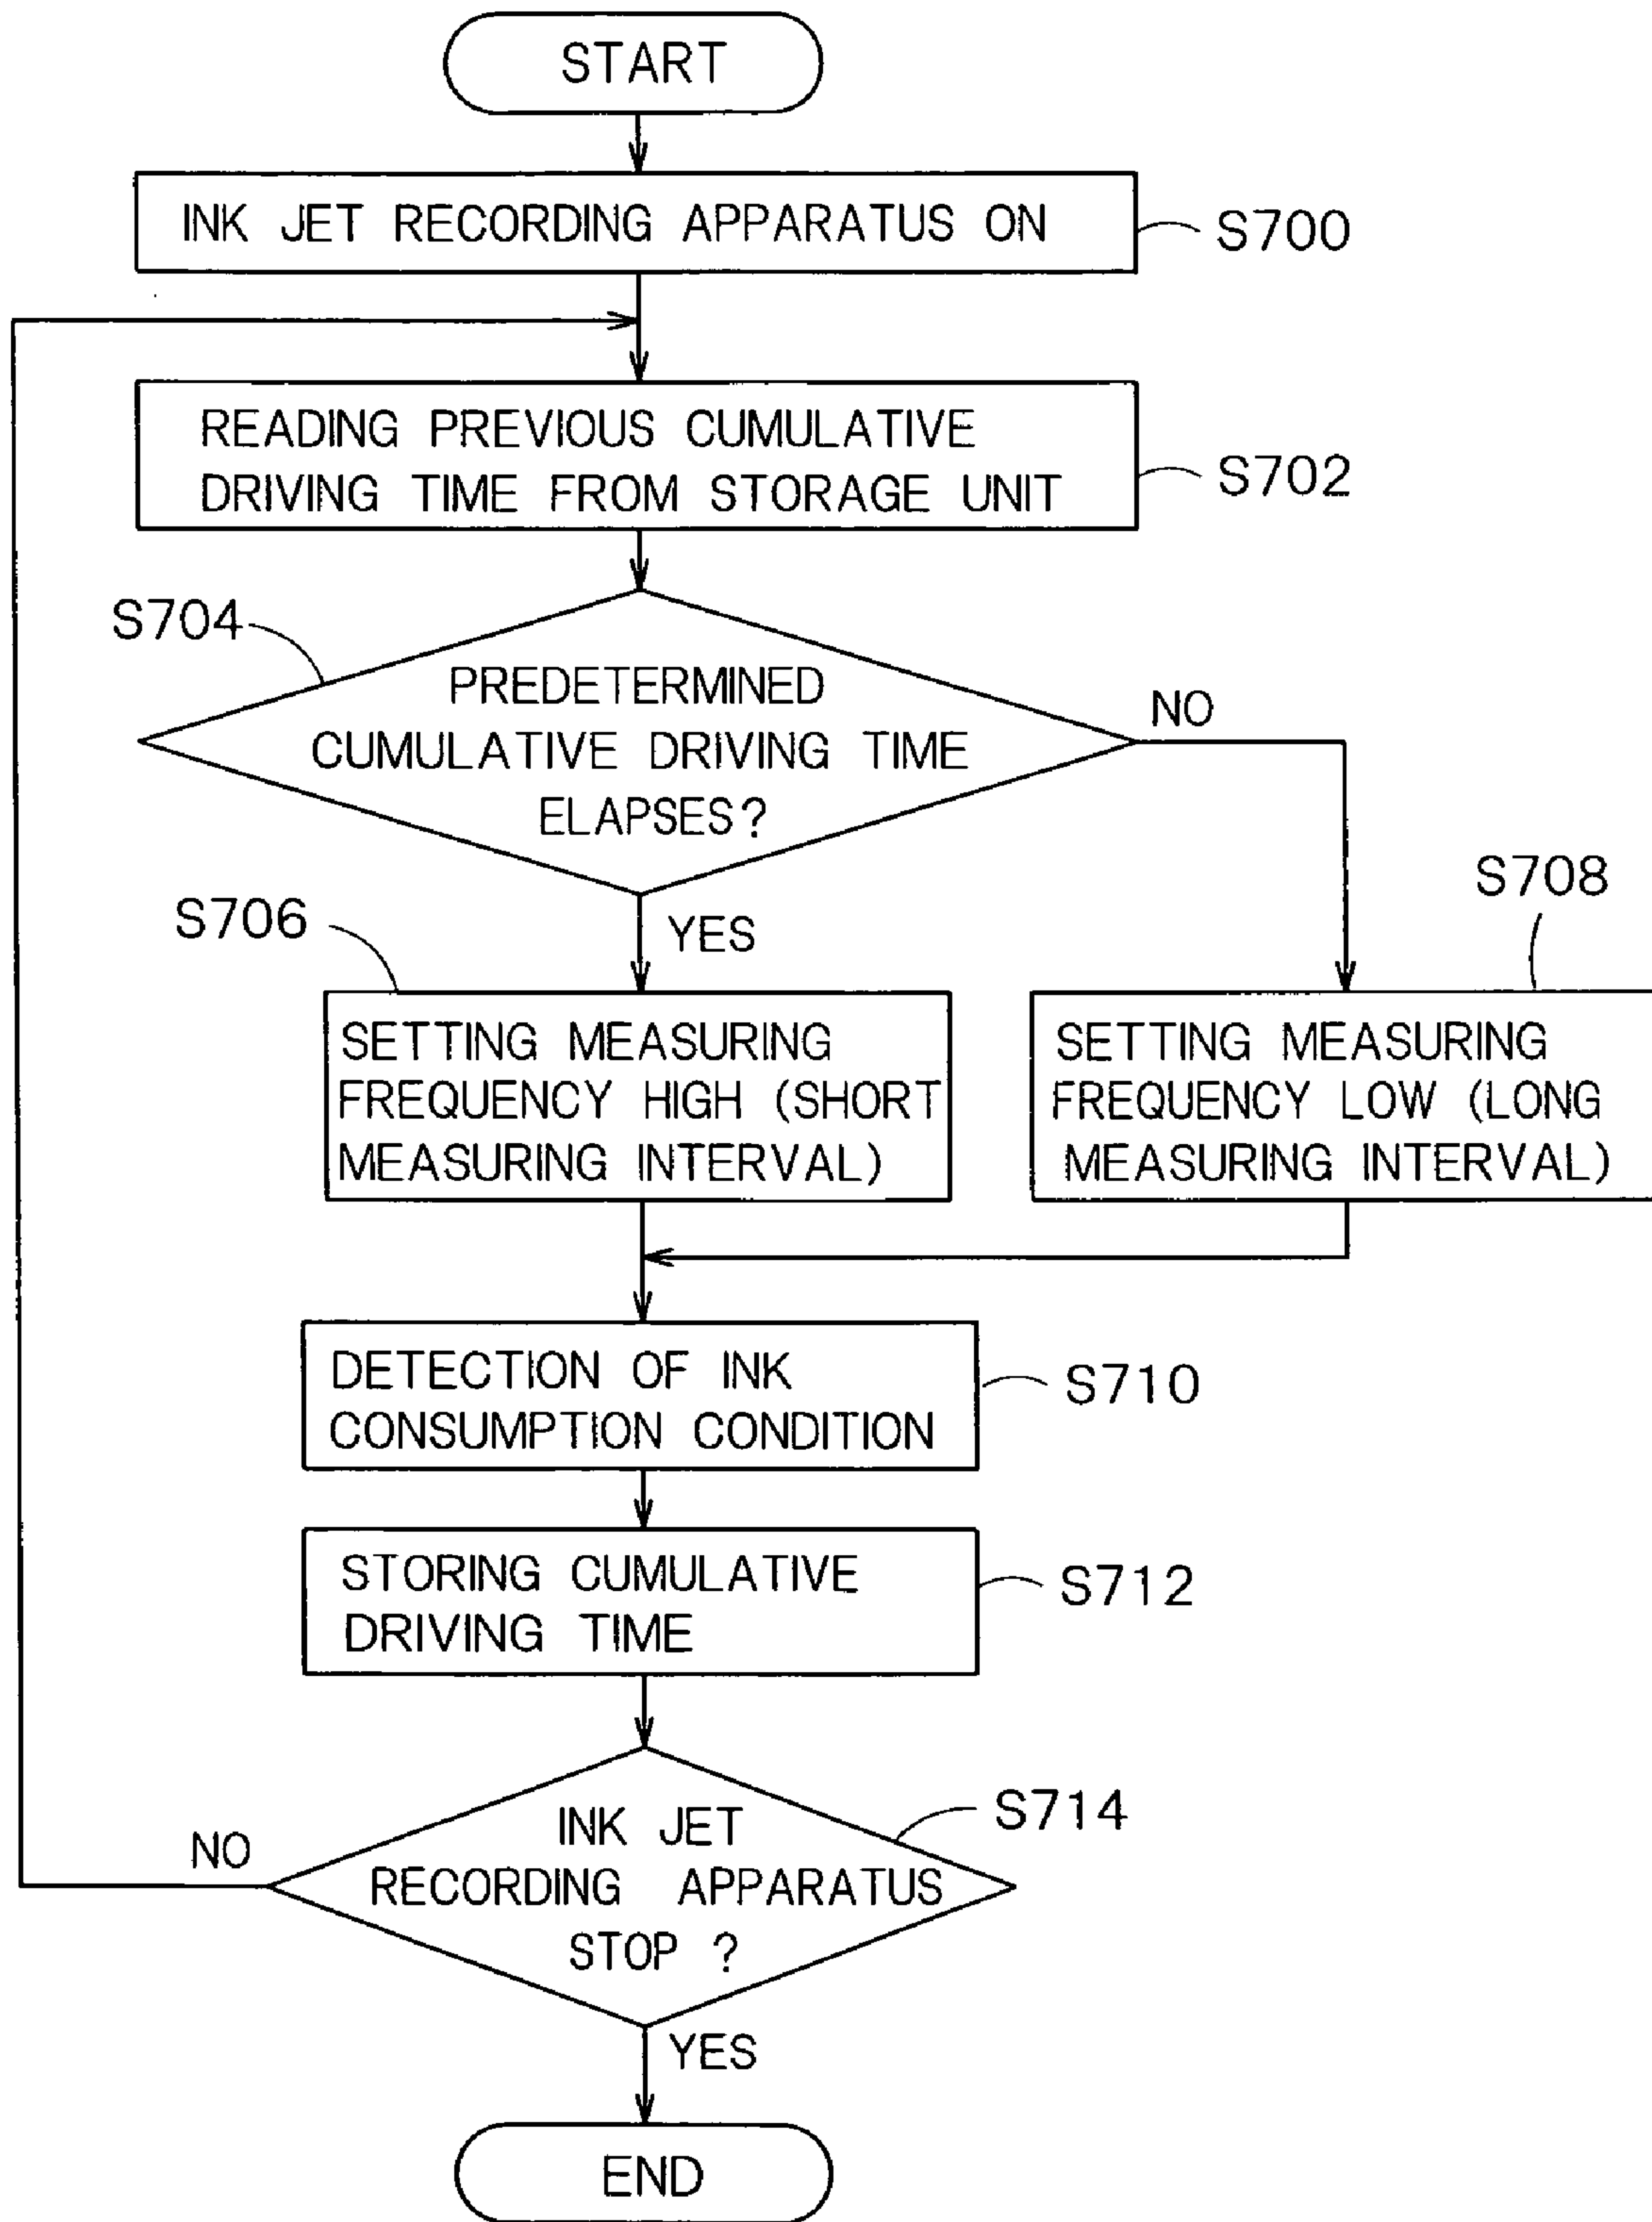 START
INK JET RECORDING APPARATUS ON
S700
READING PREVIOUS CUMULATIVE
DRIVING TIME FROM STORAGE UNIT
S702
S704
PREDETERMINED
CUMULATIVE DRIVING TIME
ELAPSES?
NO
YES
S706
SETTING MEASURING
FREQUENCY HIGH (SHORT
MEASURING INTERVAL)
S708
SETTING MEASURING
FREQUENCY LOW (LONG
MEASURING INTERVAL)
DETECTION OF INK
CONSUMPTION CONDITION
S710
STORING CUMULATIVE
DRIVING TIME
S712
INK JET
RECORDING APPARATUS
STOP ?
S714
NO
YES
END